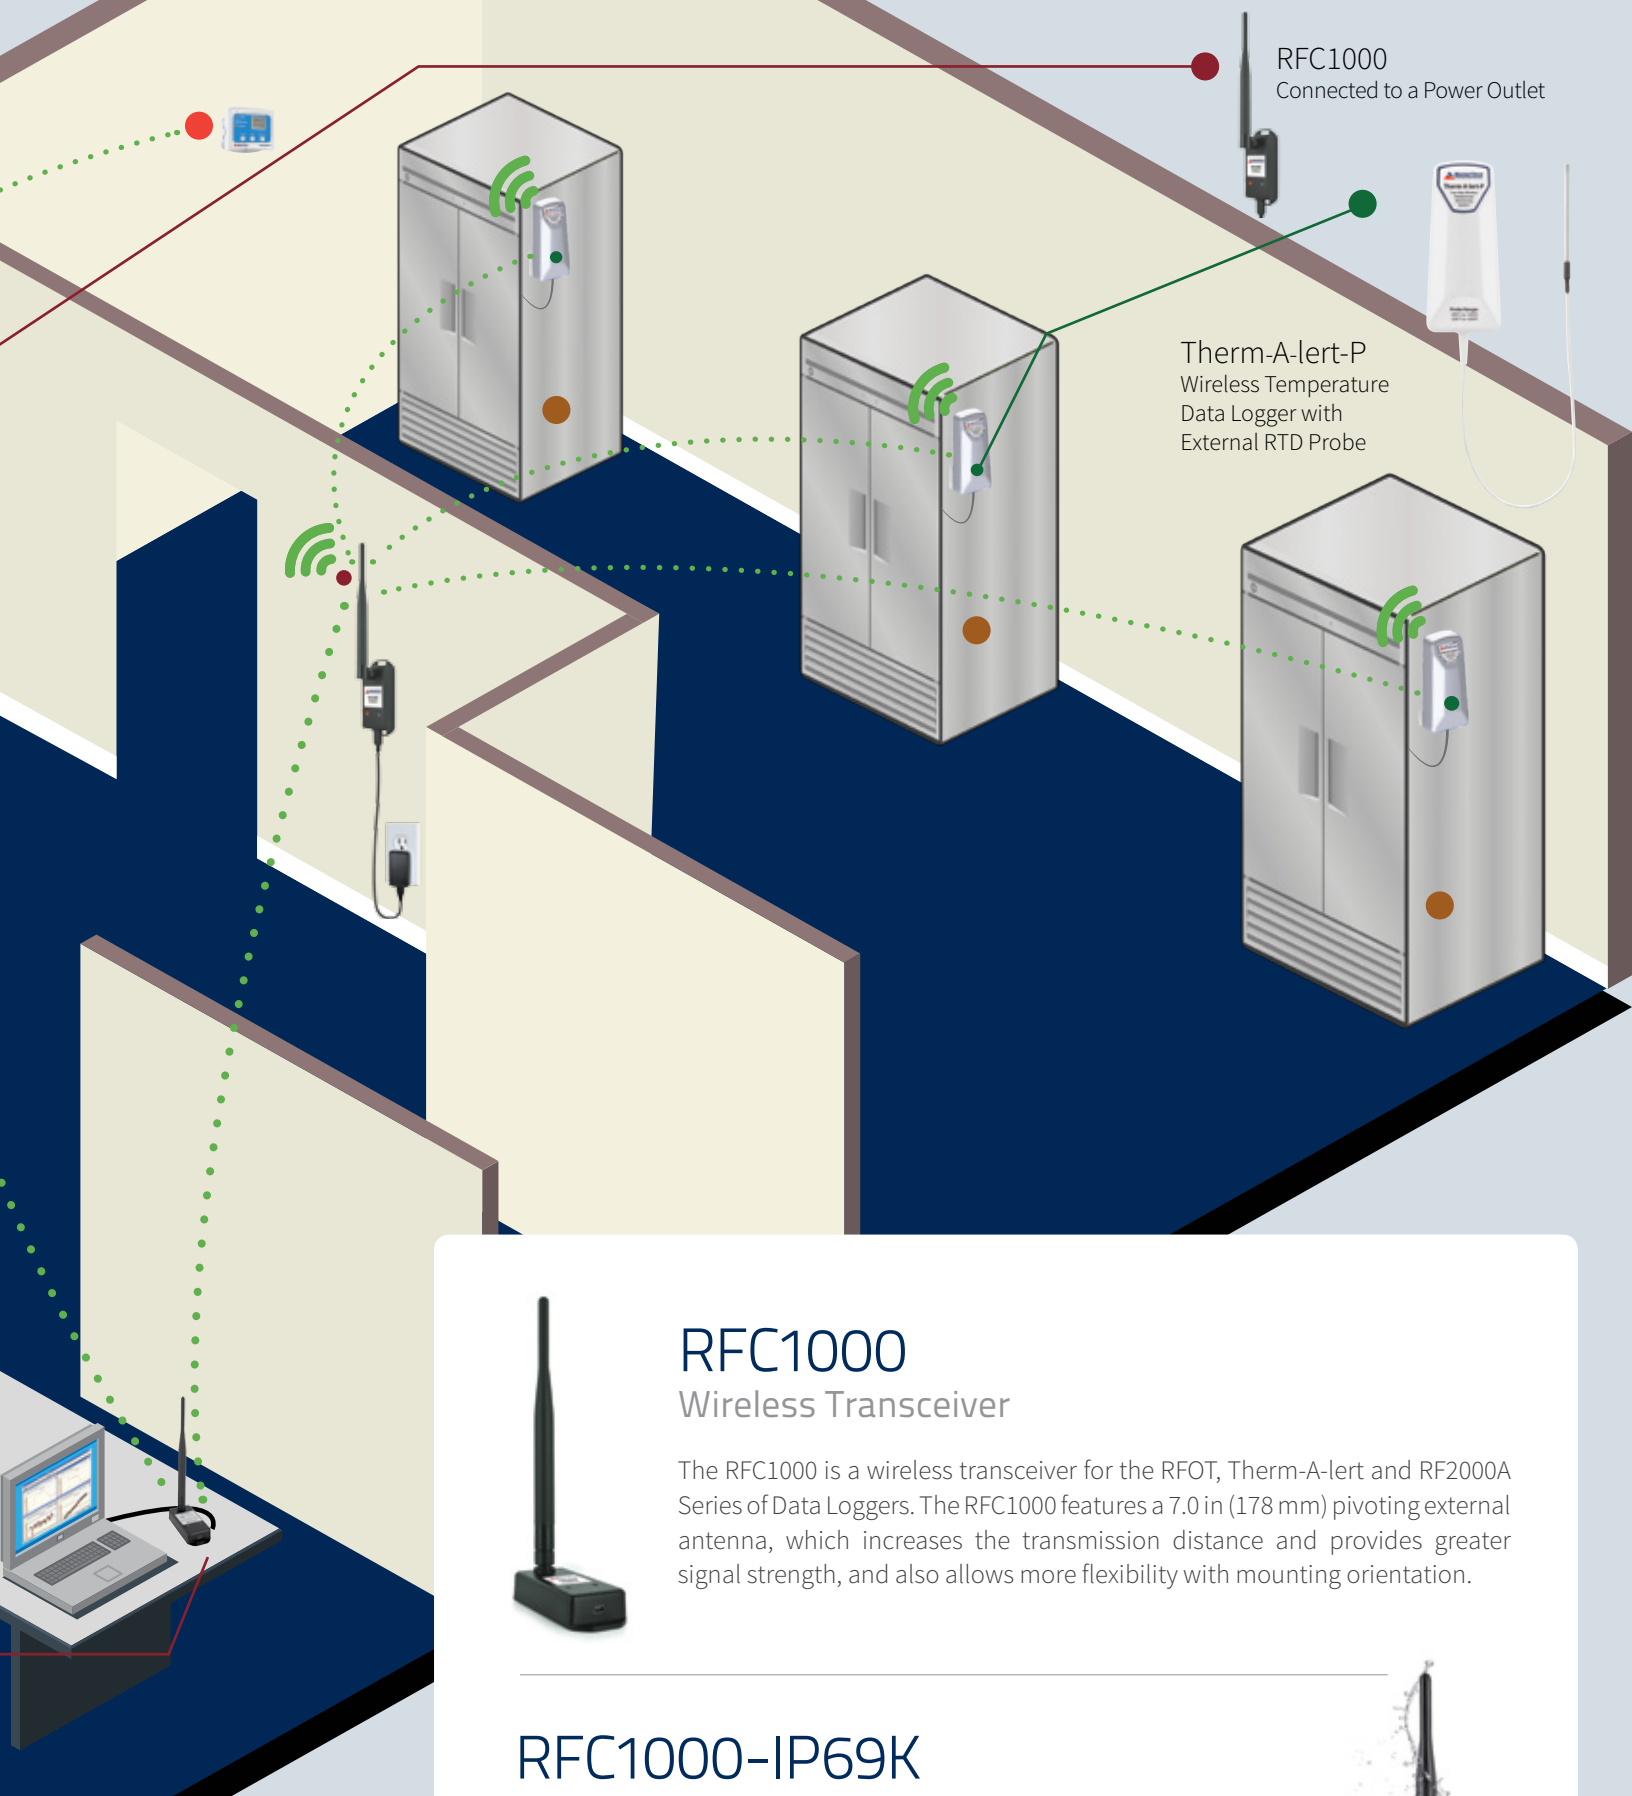 RFC1000
Connected to a Power Outlet
Therm-A-lert-P
Wireless Temperature
Data Logger with
External RTD Probe
RFC1000
Wireless Transceiver
The RFC1000 is a wireless transceiver for the RFOT, Therm-A-lert and RF2000A
Series of Data Loggers. The RFC1000 features a 7.0 in (178 mm) pivoting external
antenna, which increases the transmission distance and provides greater
signal strength, and also allows more flexibility with mounting orientation.
RFC1000-IP69K